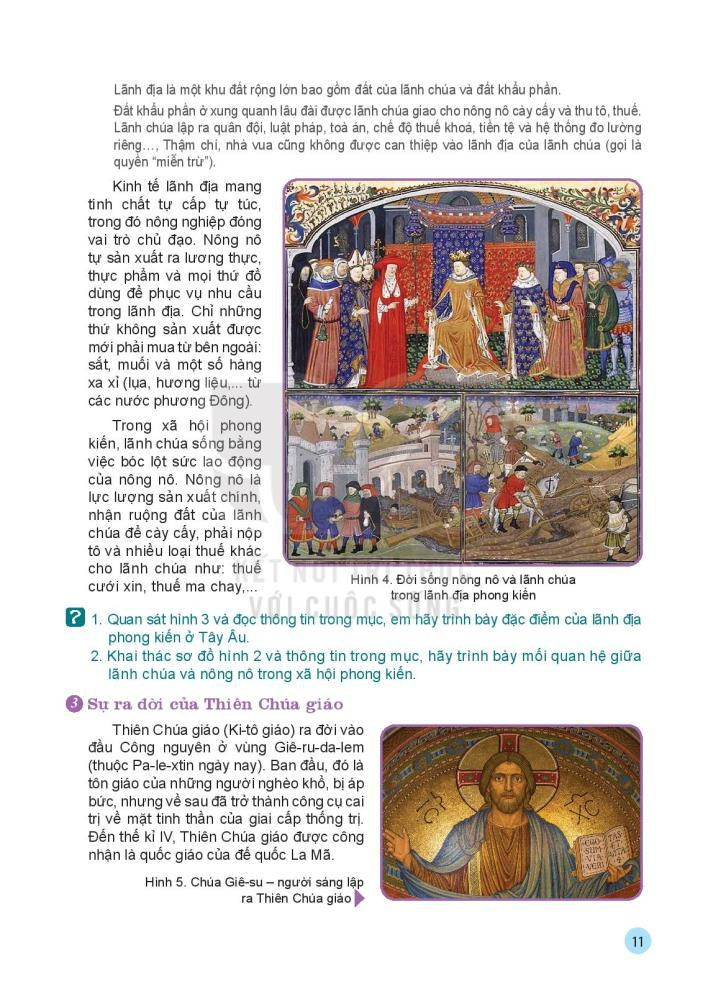 Lãnh địa là một khu đất rộng lớn bao gồm đất của lãnh chúa và đất khẩu phần.
Đất khẩu phần ở xung quanh lâu đài được lãnh chúa giao cho nông nô cày cấy và thu tô, thuế.
Lãnh chúa lập ra quân đội, luật pháp, toà án, chế độ thuế khoá, tiền tệ và hệ thống đo lường
riêng…, Thậm chí, nhà vua cũng không được can thiệp vào lãnh địa của lãnh chúa (gọi là
quyền “miễn trừ”).
Kinh tế lãnh địa mang
tính chất tự cấp tự túc,
trong đó nông nghiệp đóng
vai trò chủ đạo. Nông nô
tự sản xuất ra lương thực,
thực phẩm và mọi thứ đồ
dùng để phục vụ nhu cầu
trong lãnh địa. Chỉ những
thứ không sản xuất được
mới phải mua từ bên ngoài:
sắt, muối và một số hàng
xa xỉ (lụa, hương liệu,... từ
các nước phương Đông).
Trong xã hội phong
kiến, lãnh chúa sống bằng
việc bóc lột sức lao động
của nông nô. Nông nô là
lực lượng sản xuất chính,
nhận ruộng đất của lãnh
chúa để cày cấy, phải nộp
tô và nhiều loại thuế khác
cho lãnh chúa như: thuế
cưới xin, thuế ma chay,...
Hình 4. Đời sống nông nô và lãnh chúa
trong lãnh địa phong kiến
KẾT NỐI TRI THỨC
VỚI CUỘC SỐNG
? 1. Quan sát hình 3 và đọc thông tin trong mục, em hãy trình bày đặc điểm của lãnh địa
phong kiến ở Tây Âu.
2. Khai thác sơ đồ hình 2 và thông tin trong mục, hãy trình bày mối quan hệ giữa
lãnh chúa và nông nô trong xã hội phong kiến.
3 Sự ra đời của Thiên Chúa giáo
Thiên Chúa giáo (Ki-tô giáo) ra đời vào
đầu Công nguyên ở vùng Giê-ru-da-lem
(thuộc Pa-le-xtin ngày nay). Ban đầu, đó là
tôn giáo của những người nghèo khổ, bị áp
bức, nhưng về sau đã trở thành công cụ cai
trị về mặt tinh thần của giai cấp thống trị.
Đến thế kỉ IV, Thiên Chúa giáo được công
nhận là quốc giáo của đế quốc La Mã.
Hình 5. Chúa Giê-su – người sáng lập
ra Thiên Chúa giáo
EGO
SUM
VIA
VERI
TAS
11